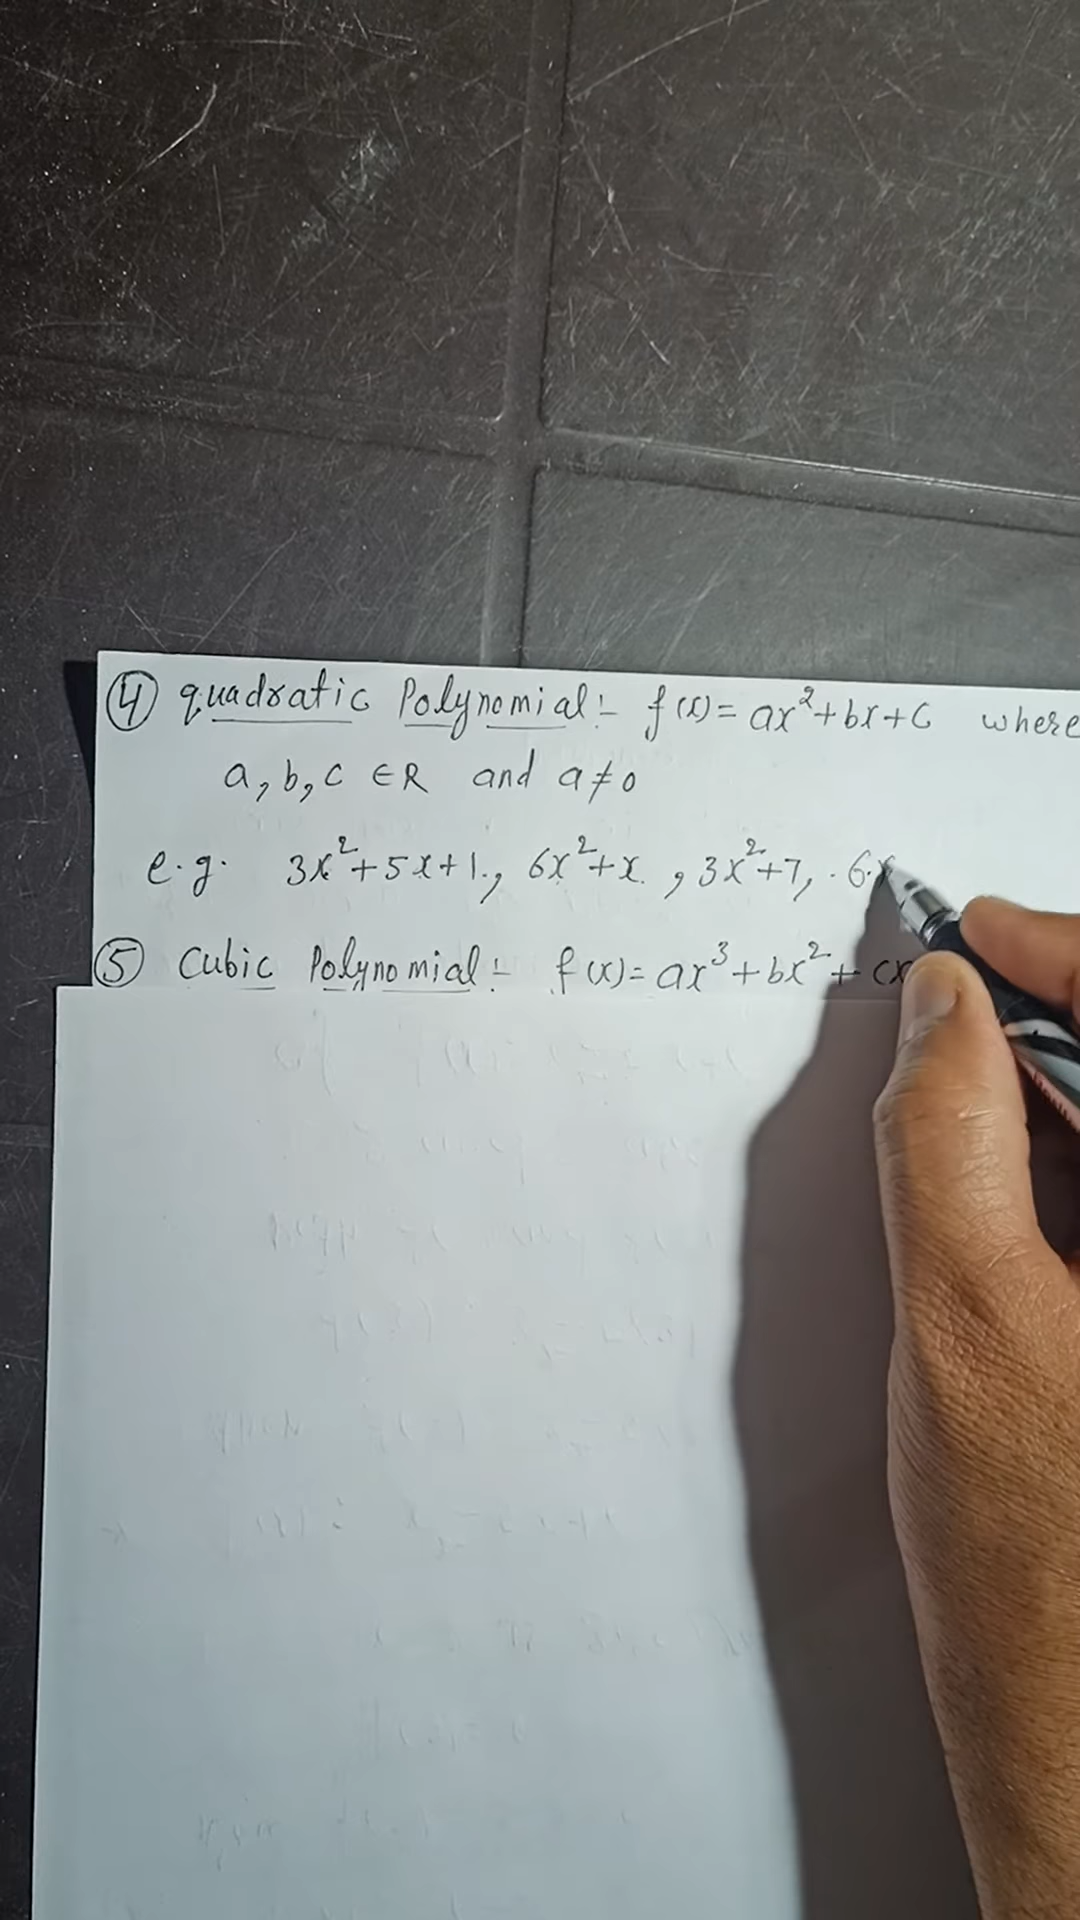 ④ quadratic Polynomial:- f(x)= ax²+bx+c where
a, b, c ∈R and a≠0
e.g. 3x²+5x+1., 6x²+x. , 3x²+7, . 6.x
⑤ Cubic Polynomial:- f(x)= ax³+bx²+cx